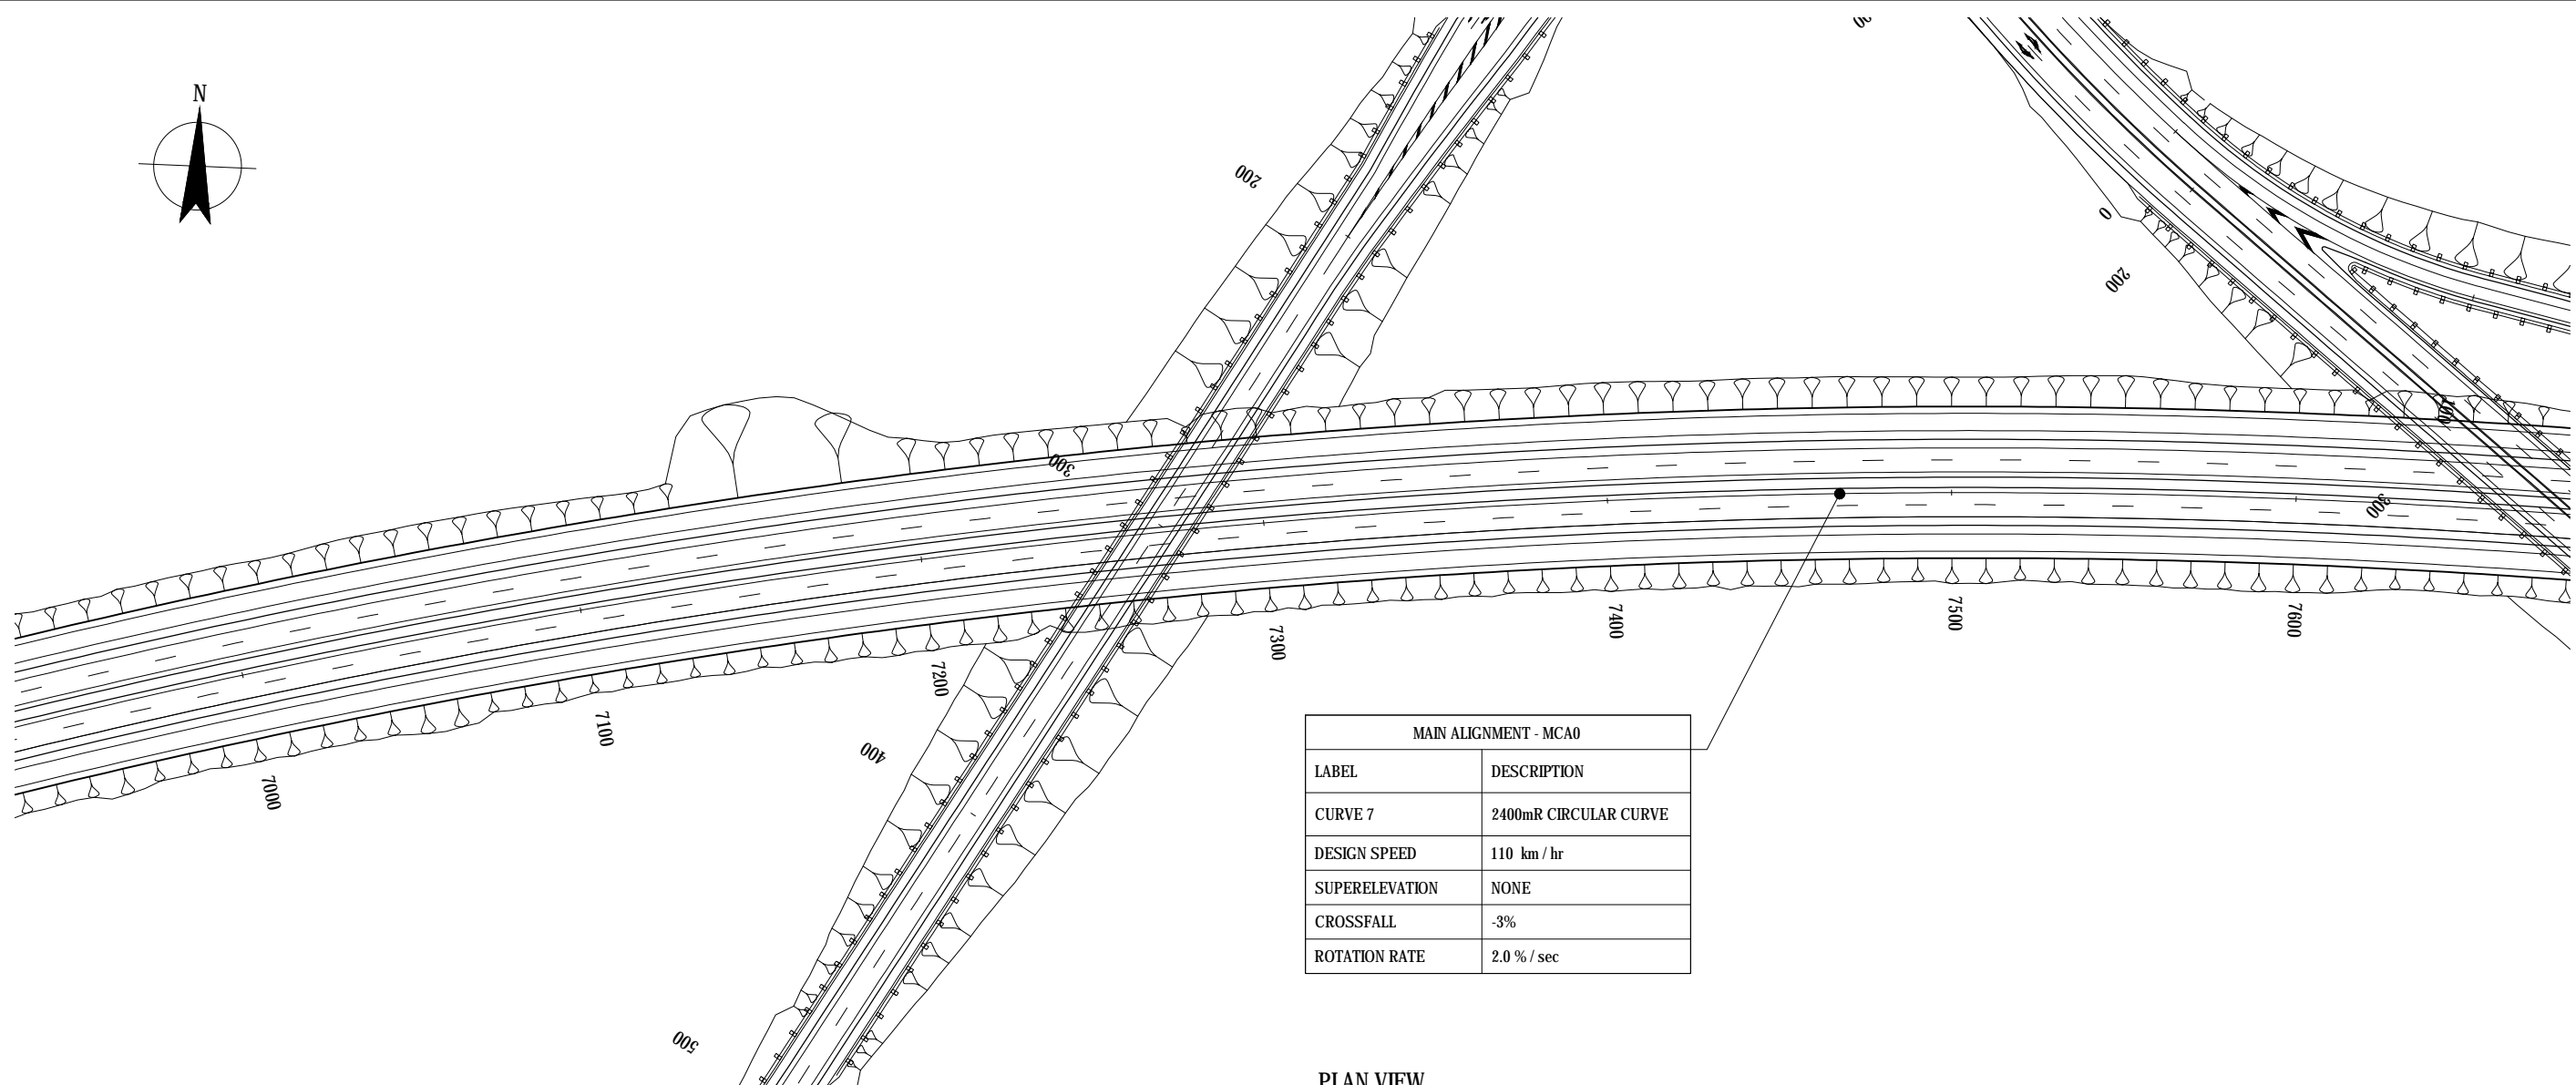 N
200
0
200
300
100
300
7000
7100
7200
7300
7400
7500
7600
400
500
MAIN ALIGNMENT - MCA0
LABEL DESCRIPTION
CURVE 7 2400mR CIRCULAR CURVE
DESIGN SPEED 110 km / hr
SUPERELEVATION NONE
CROSSFALL -3%
ROTATION RATE 2.0 % / sec
PLAN VIEW